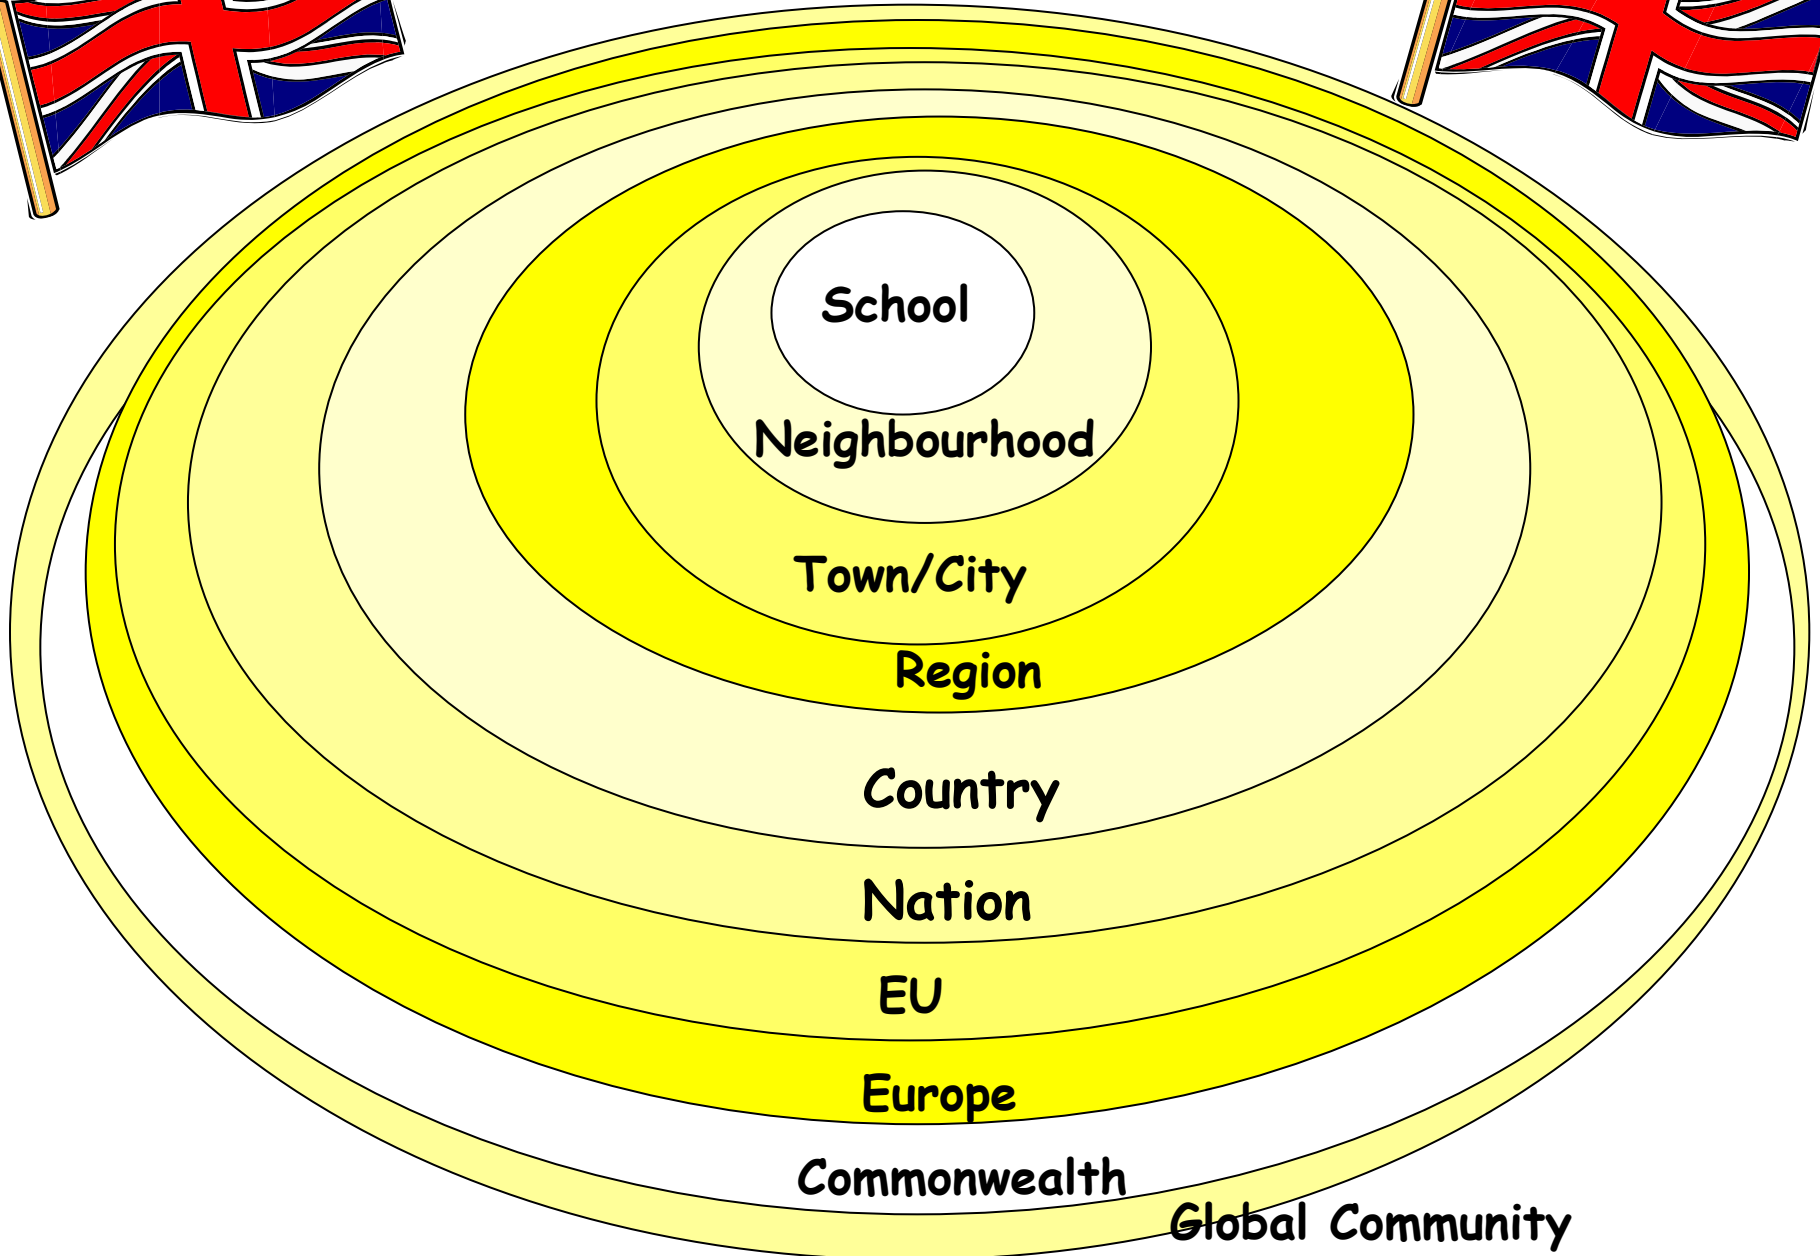 School
Neighbourhood
Town/City
Region
Country
Nation
EU
Europe
Commonwealth
Global Community